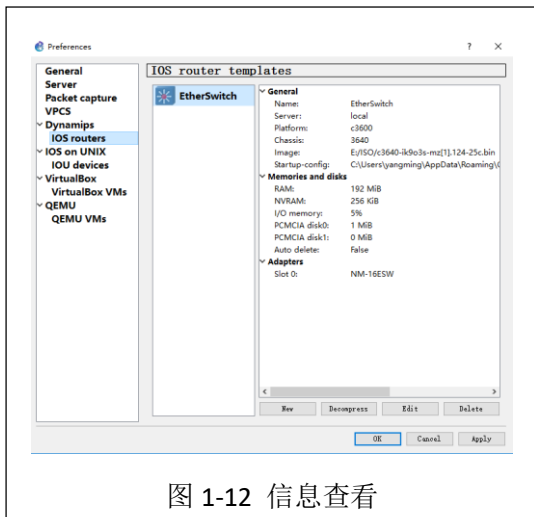 Preferences
General
Server
Packet capture
VPCS
Dynamips
IOS routers
IOS on UNIX
IOU devices
VirtualBox
VirtualBox VMs
QEMU
QEMU VMs
IOS router templates
EtherSwitch
General
Name: EtherSwitch
Server: local
Platform: c3600
Chassis: 3640
Image: E:/ISO/c3640-ik9o3s-mz[1].124-25c.bin
Startup-config: C:\Users\yangming\AppData\Roaming\
Memories and disks
RAM: 192 MiB
NVRAM: 256 KiB
I/O memory: 5%
PCMCIA disk0: 1 MiB
PCMCIA disk1: 0 MiB
Auto delete: False
Adapters
Slot 0: NM-16ESW
New Decompress Edit Delete
OK Cancel Apply
图 1-12 信息查看